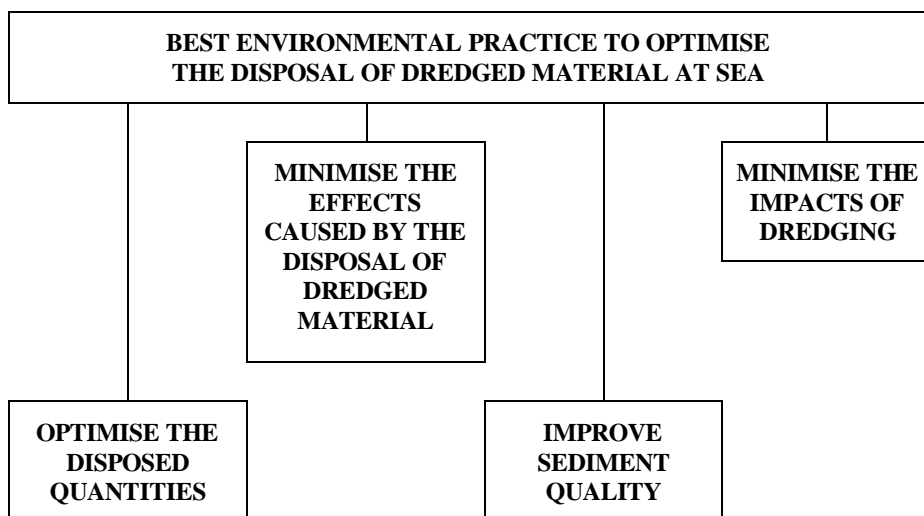 BEST ENVIRONMENTAL PRACTICE TO OPTIMISE
THE DISPOSAL OF DREDGED MATERIAL AT SEA
MINIMISE THE
EFFECTS
CAUSED BY THE
DISPOSAL OF
DREDGED
MATERIAL
MINIMISE THE
IMPACTS OF
DREDGING
OPTIMISE THE
DISPOSED
QUANTITIES
IMPROVE
SEDIMENT
QUALITY